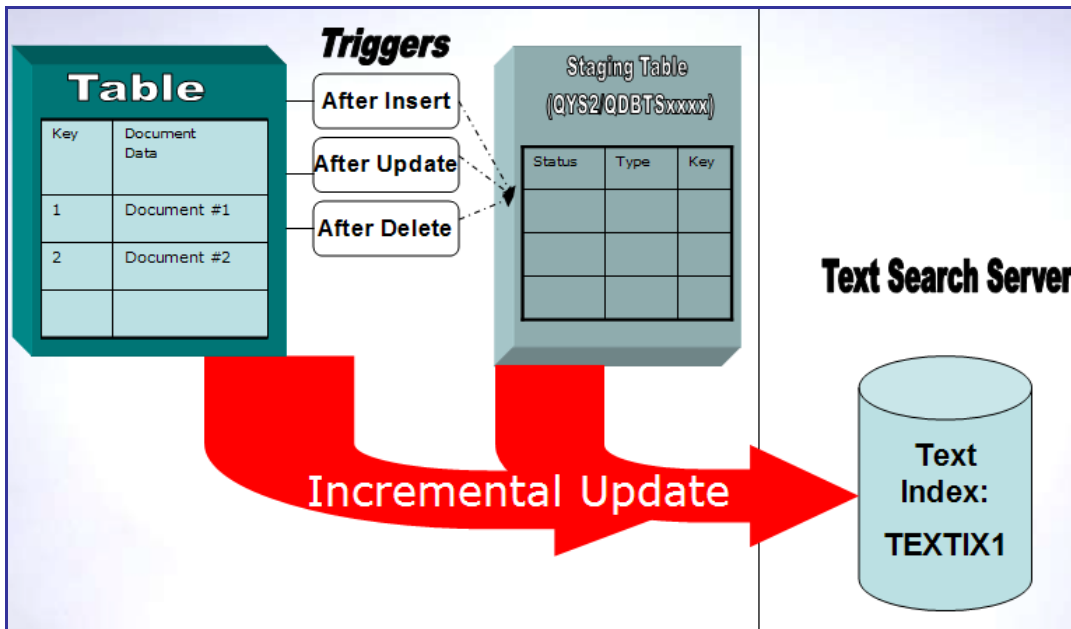 Triggers
Table
Key
Document
Data
1
Document #1
2
Document #2
After Insert
After Update
After Delete
Staging Table
(QYS2/QDBTSxxxx)
Status
Type
Key
Incremental Update
Text Search Server
Text
Index:
TEXTIX1